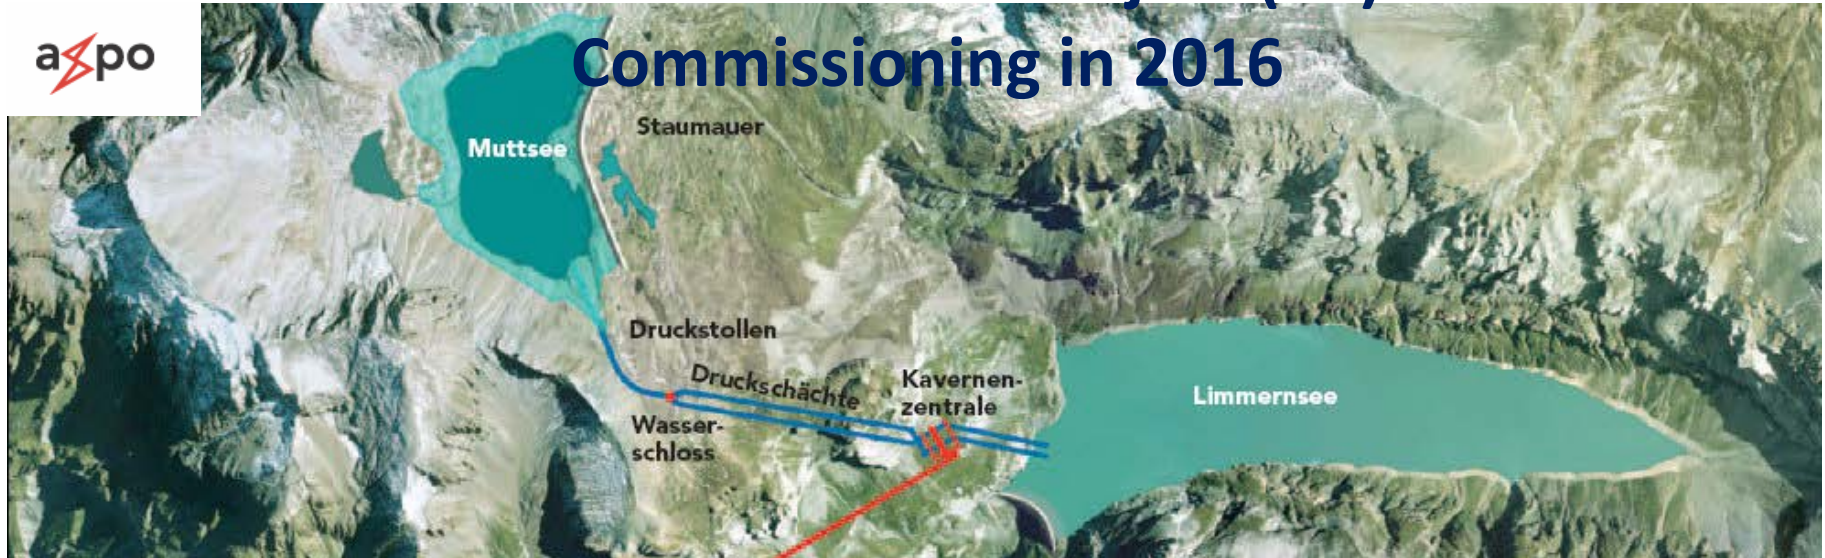 axpo
Commissioning in 2016
Staumauer
Muttsee
Druckstollen
Druckschächte
Kavernen-
zentrale
Limmernsee
Wasser-
schloss